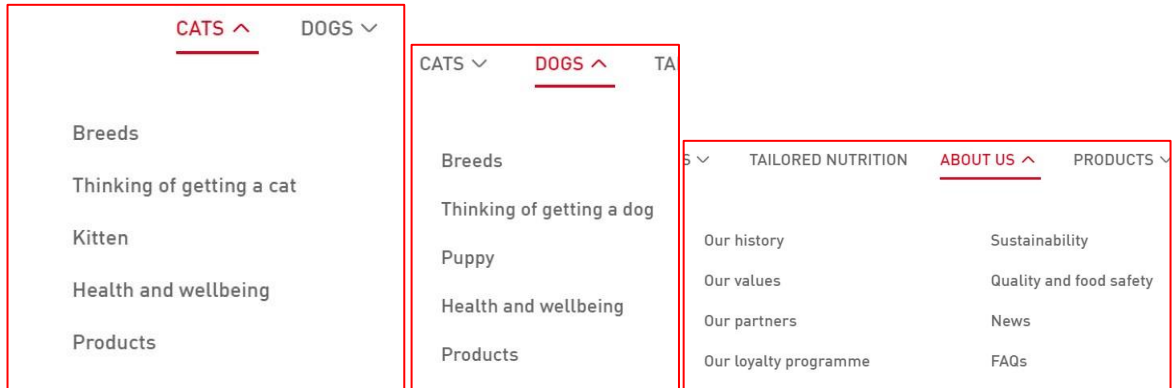 CATS DOGS
Breeds
Thinking of getting a cat
Kitten
Health and wellbeing
Products
CATS DOGS TA
Breeds
Thinking of getting a dog
Puppy
Health and wellbeing
Products
S TAILORED NUTRITION ABOUT US PRODUCTS
Our history
Our values
Our partners
Our loyalty programme
Sustainability
Quality and food safety
News
FAQs